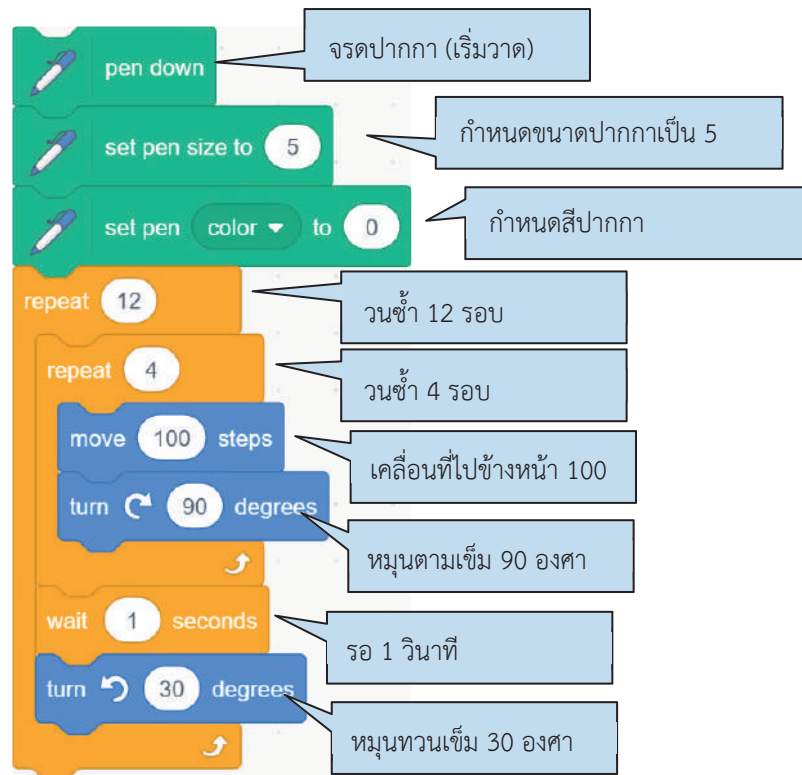 pen down
จรดปากกา (เริ่มวาด)
set pen size to 5
กำหนดขนาดปากกาเป็น 5
set pen color to 0
กำหนดสีปากกา
repeat 12
วนซ้ำ 12 รอบ
repeat 4
วนซ้ำ 4 รอบ
move 100 steps
เคลื่อนที่ไปข้างหน้า 100
turn 90 degrees
หมุนตามเข็ม 90 องศา
wait 1 seconds
รอ 1 วินาที
turn 30 degrees
หมุนทวนเข็ม 30 องศา